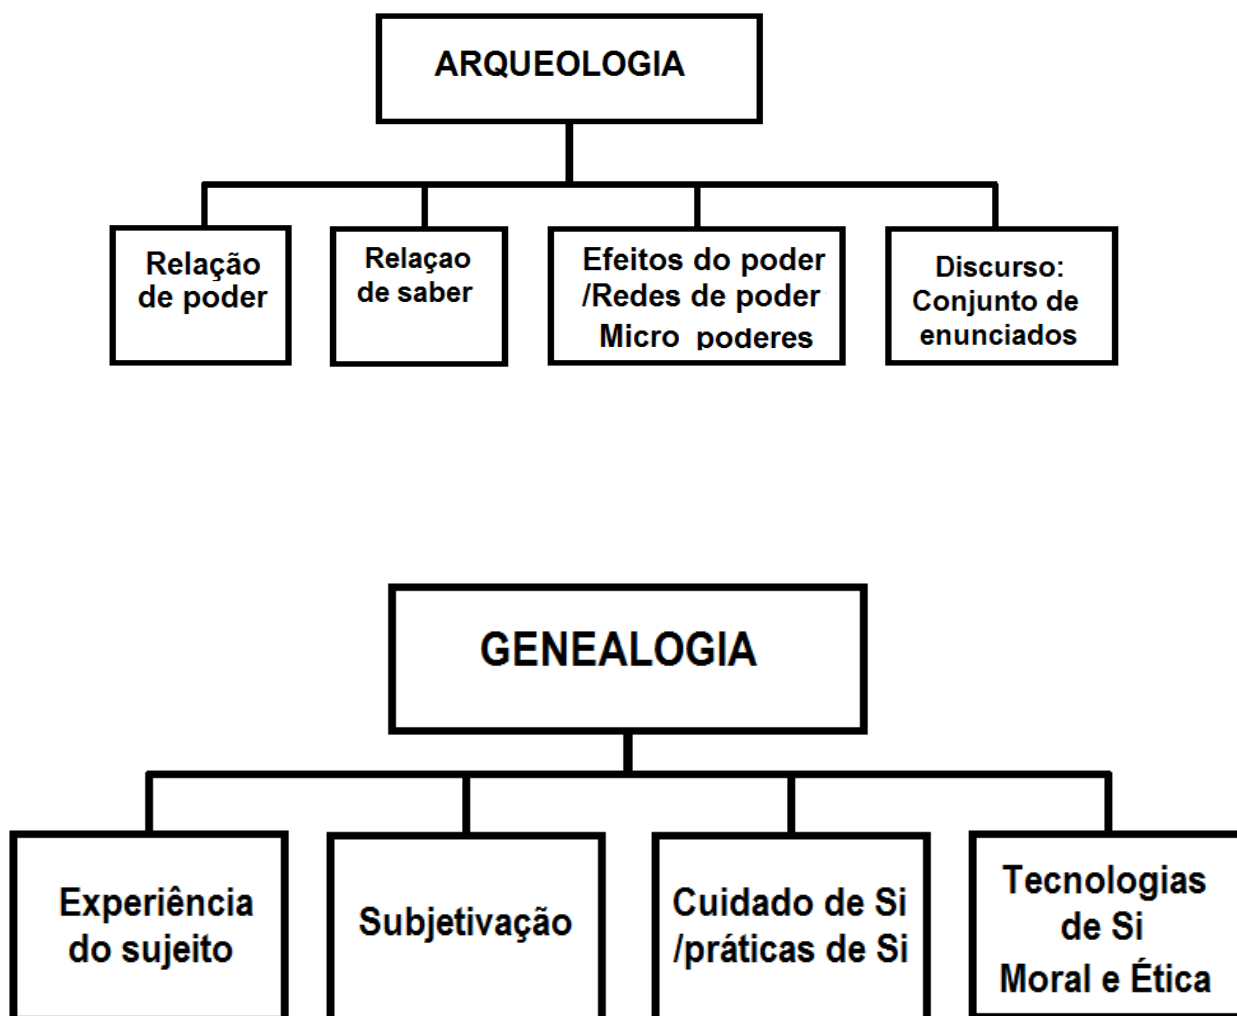 ARQUEOLOGIA
Relação
de poder
Relaçao
de saber
Efeitos do poder
/Redes de poder
Micro poderes
Discurso:
Conjunto de
enunciados
GENEALOGIA
Experiência
do sujeito
Subjetivação
Cuidado de Si
/práticas de Si
Tecnologias
de Si
Moral e Ética